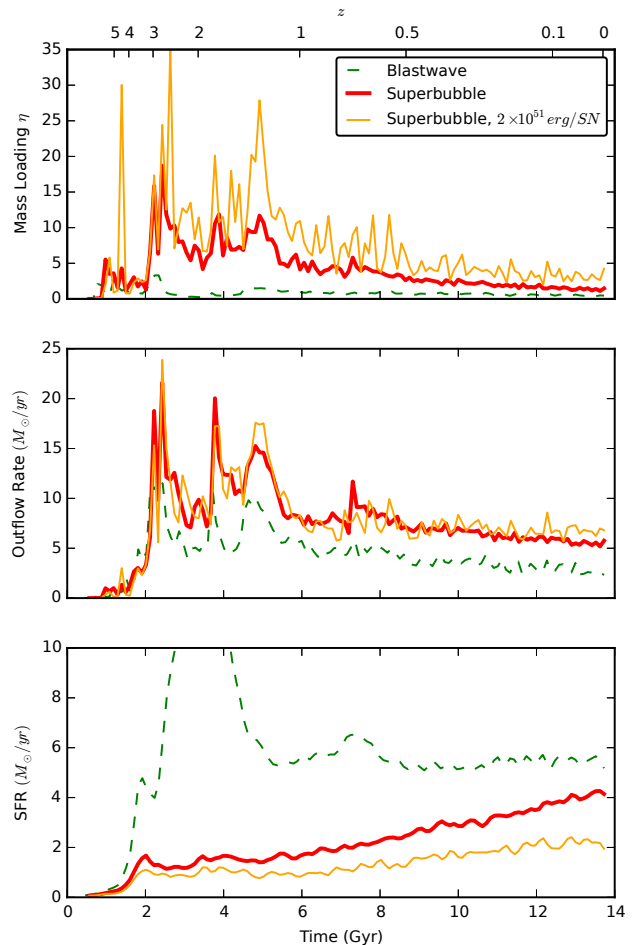 z
5 4 3 2 1 0.5 0.1 0
35
30
25
20
15
10
5
0
Mass Loading η
Blastwave
Superbubble
Superbubble, 2×10^51 erg/SN
25
20
15
10
5
0
Outflow Rate (M⊙/yr)
10
8
6
4
2
0
SFR (M⊙/yr)
0 2 4 6 8 10 12 14
Time (Gyr)